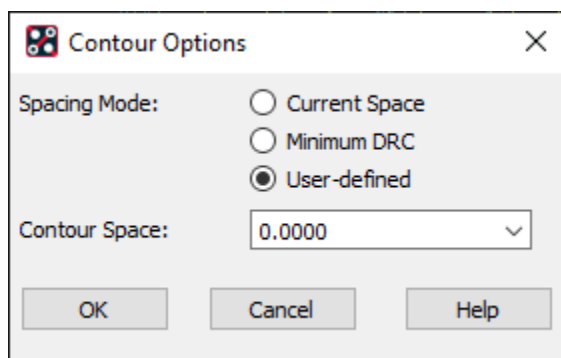 Contour Options
Spacing Mode:
Current Space
Minimum DRC
User-defined
Contour Space:
0.0000
OK
Cancel
Help